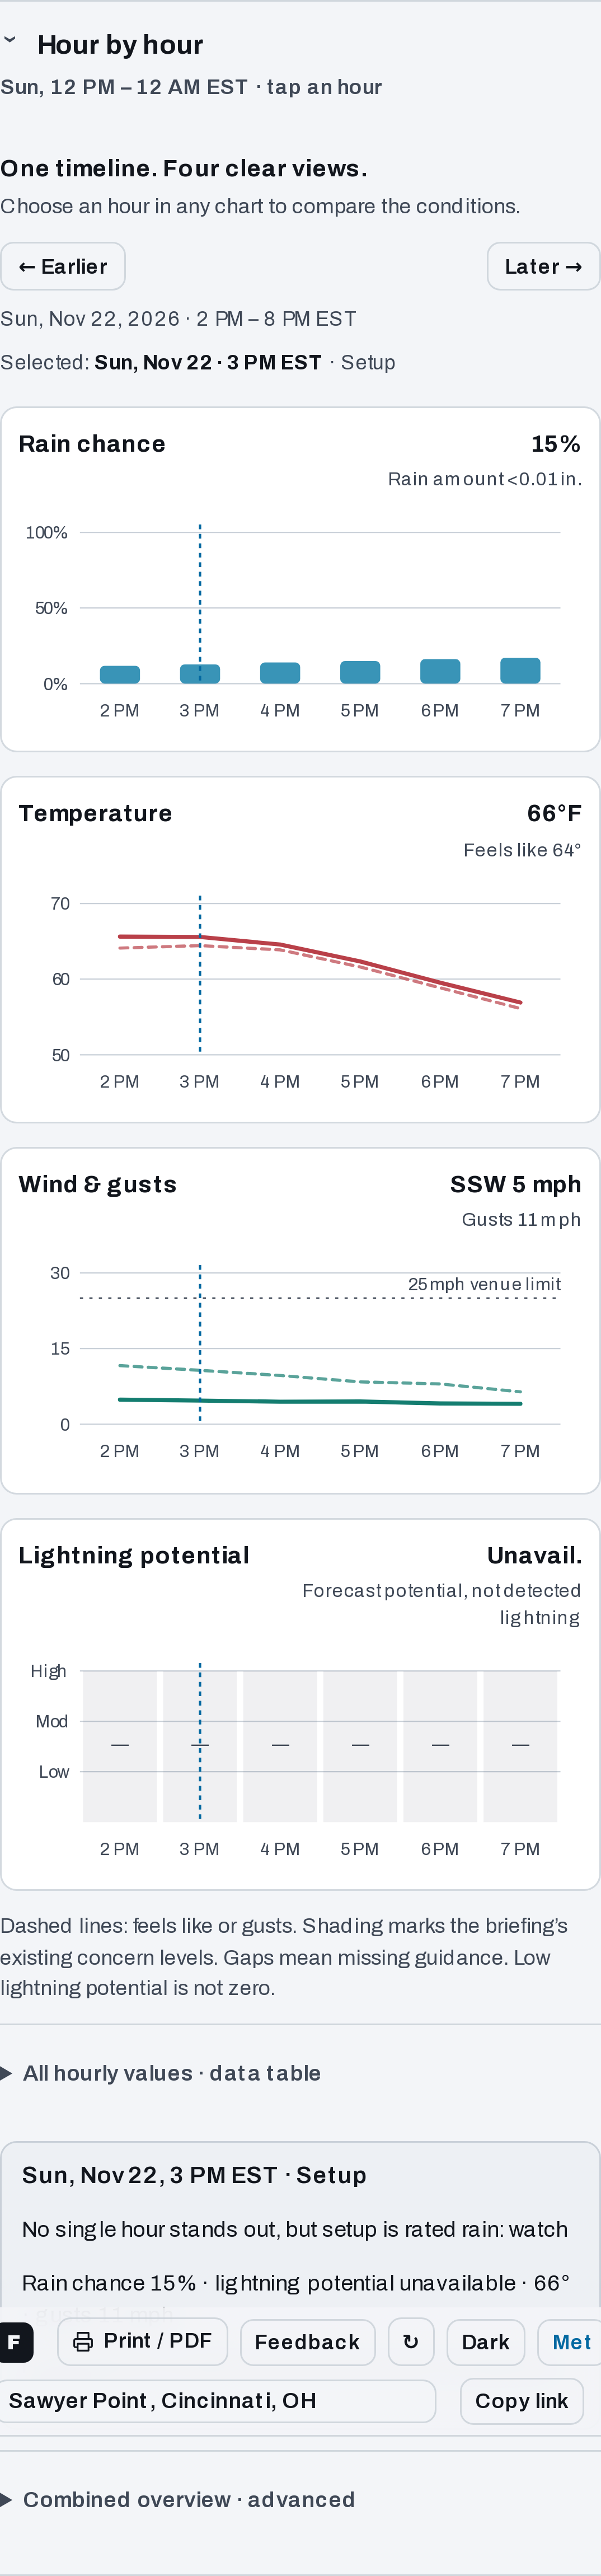 Hour by hour
Sun, 12 PM – 12 AM EST · tap an hour
One timeline. Four clear views.
Choose an hour in any chart to compare the conditions.
← Earlier
Later →
Sun, Nov 22, 2026 · 2 PM – 8 PM EST
Selected: Sun, Nov 22 · 3 PM EST · Setup
Rain chance
15%
Rain amount <0.01 in.
100%
50%
0%
2 PM 3 PM 4 PM 5 PM 6 PM 7 PM
Temperature
66°F
Feels like 64°
70
60
50
2 PM 3 PM 4 PM 5 PM 6 PM 7 PM
Wind & gusts
SSW 5 mph
Gusts 11 mph
30
25 mph venue limit
15
0
2 PM 3 PM 4 PM 5 PM 6 PM 7 PM
Lightning potential
Unavail.
Forecast potential, not detected
lightning
High
Mod
— — — — — —
Low
2 PM 3 PM 4 PM 5 PM 6 PM 7 PM
Dashed lines: feels like or gusts. Shading marks the briefing’s
existing concern levels. Gaps mean missing guidance. Low
lightning potential is not zero.
All hourly values · data table
Sun, Nov 22, 3 PM EST · Setup
No single hour stands out, but setup is rated rain: watch
Rain chance 15% · lightning potential unavailable · 66°
gusts 11 mph
F
Print / PDF
Feedback
↻
Dark
Met
Sawyer Point, Cincinnati, OH
Copy link
Combined overview · advanced